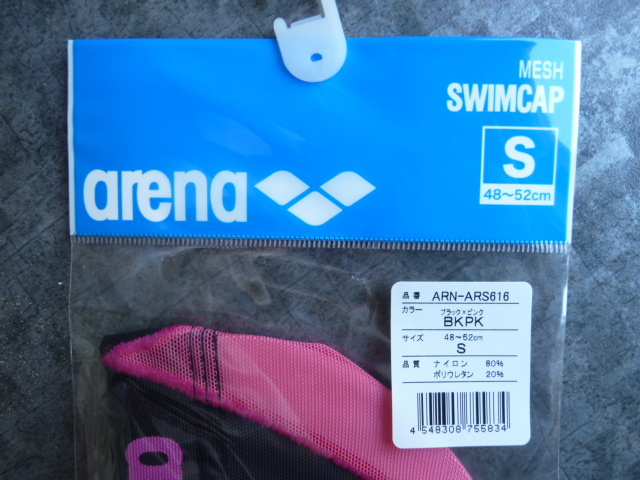 MESH
SWIMCAP
S
48～52cm
arena
品番 ARN-ARS616
カラー ブラック×ピンク
BKPK
サイズ 48～52cm
S
品質 ナイロン 80%
ポリウレタン 20%
4 548308 755834